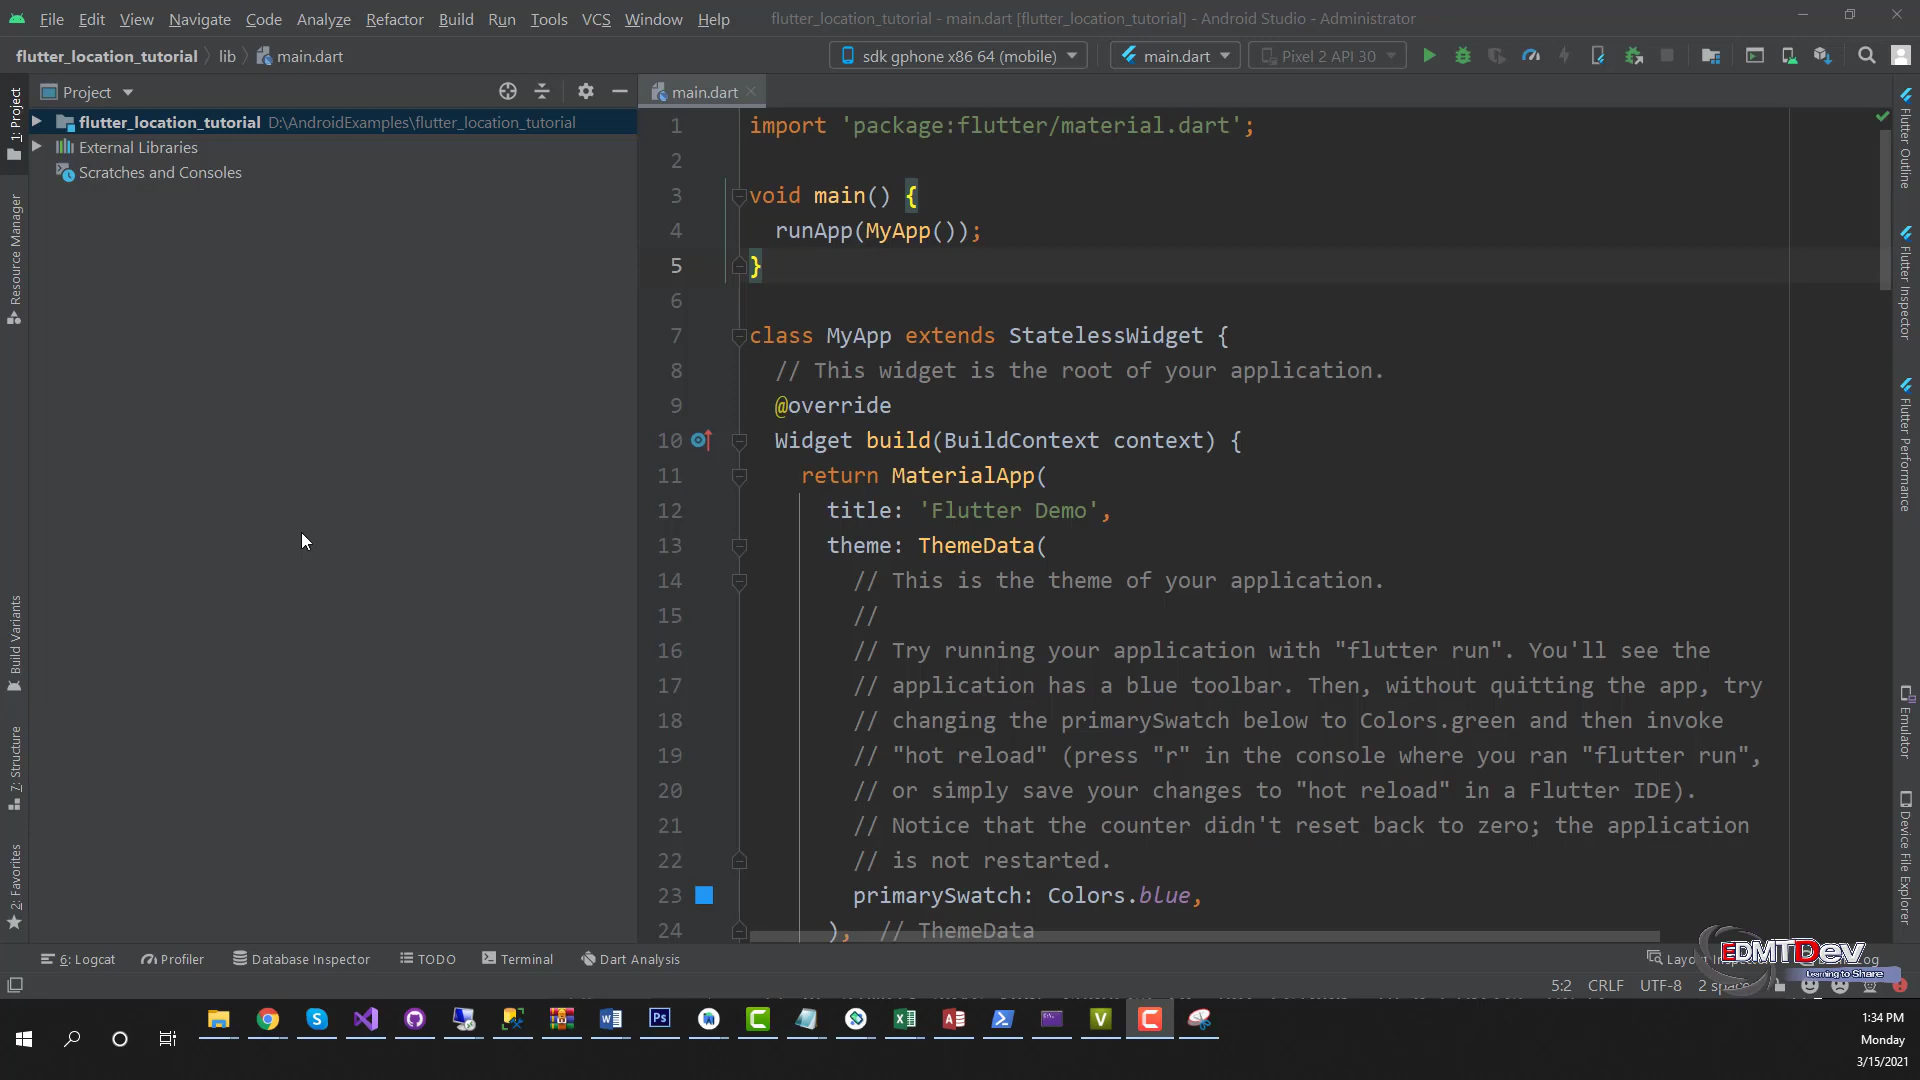 File Edit View Navigate Code Analyze Refactor Build Run Tools VCS Window Help flutter_location_tutorial - main.dart [flutter_location_tutorial] - Android Studio - Administrator
flutter_location_tutorial lib main.dart sdk gphone x86 64 (mobile) main.dart Pixel 2 API 30
Project main.dart
flutter_location_tutorial D:\AndroidExamples\flutter_location_tutorial
External Libraries
Scratches and Consoles
1: Project
Resource Manager
Build Variants
7: Structure
2: Favorites
1 import 'package:flutter/material.dart';
2
3 void main() {
4 runApp(MyApp());
5 }
6
7 class MyApp extends StatelessWidget {
8 // This widget is the root of your application.
9 @override
10 Widget build(BuildContext context) {
11 return MaterialApp(
12 title: 'Flutter Demo',
13 theme: ThemeData(
14 // This is the theme of your application.
15 //
16 // Try running your application with "flutter run". You'll see the
17 // application has a blue toolbar. Then, without quitting the app, try
18 // changing the primarySwatch below to Colors.green and then invoke
19 // "hot reload" (press "r" in the console where you ran "flutter run",
20 // or simply save your changes to "hot reload" in a Flutter IDE).
21 // Notice that the counter didn't reset back to zero; the application
22 // is not restarted.
23 primarySwatch: Colors.blue,
24 ), // ThemeData
Flutter Outline
Flutter Inspector
Flutter Performance
Emulator
Device File Explorer
6: Logcat Profiler Database Inspector TODO Terminal Dart Analysis
EDMTDev
Learning to Share
5:2 CRLF UTF-8 2 spaces
1:34 PM
Monday
3/15/2021